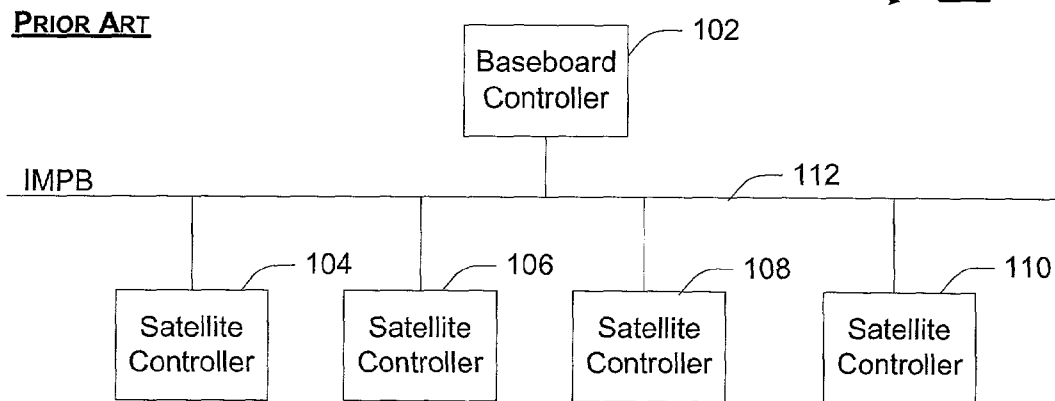 PRIOR ART
102
Baseboard
Controller
IMPB
112
104
106
108
110
Satellite
Controller
Satellite
Controller
Satellite
Controller
Satellite
Controller